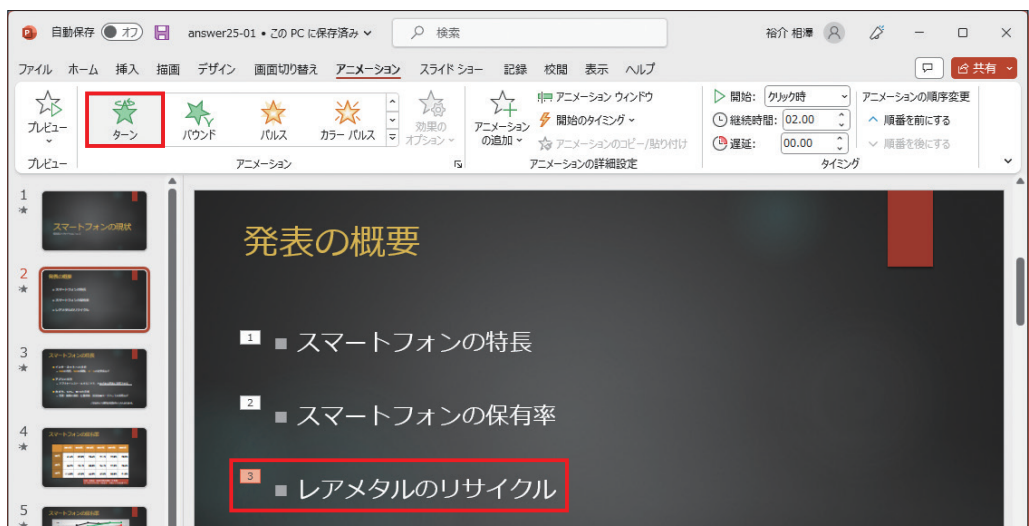 自動保存 オフ answer25-01 • この PC に保存済み 検索 裕介 相澤
ファイル ホーム 挿入 描画 デザイン 画面切り替え アニメーション スライド ショー 記録 校閲 表示 ヘルプ 共有
プレビュー ターン バウンド パルス カラー パルス 効果の オプション アニメーション の追加
アニメーション ウィンドウ
開始のタイミング
アニメーションのコピー/貼り付け
開始: クリック時
継続時間: 02.00
遅延: 00.00
アニメーションの順序変更
順番を前にする
順番を後にする
プレビュー アニメーション アニメーションの詳細設定 タイミング
1
スマートフォンの現状
2
発表の概要
3
4
5
発表の概要
1 スマートフォンの特長
2 スマートフォンの保有率
3 レアメタルのリサイクル